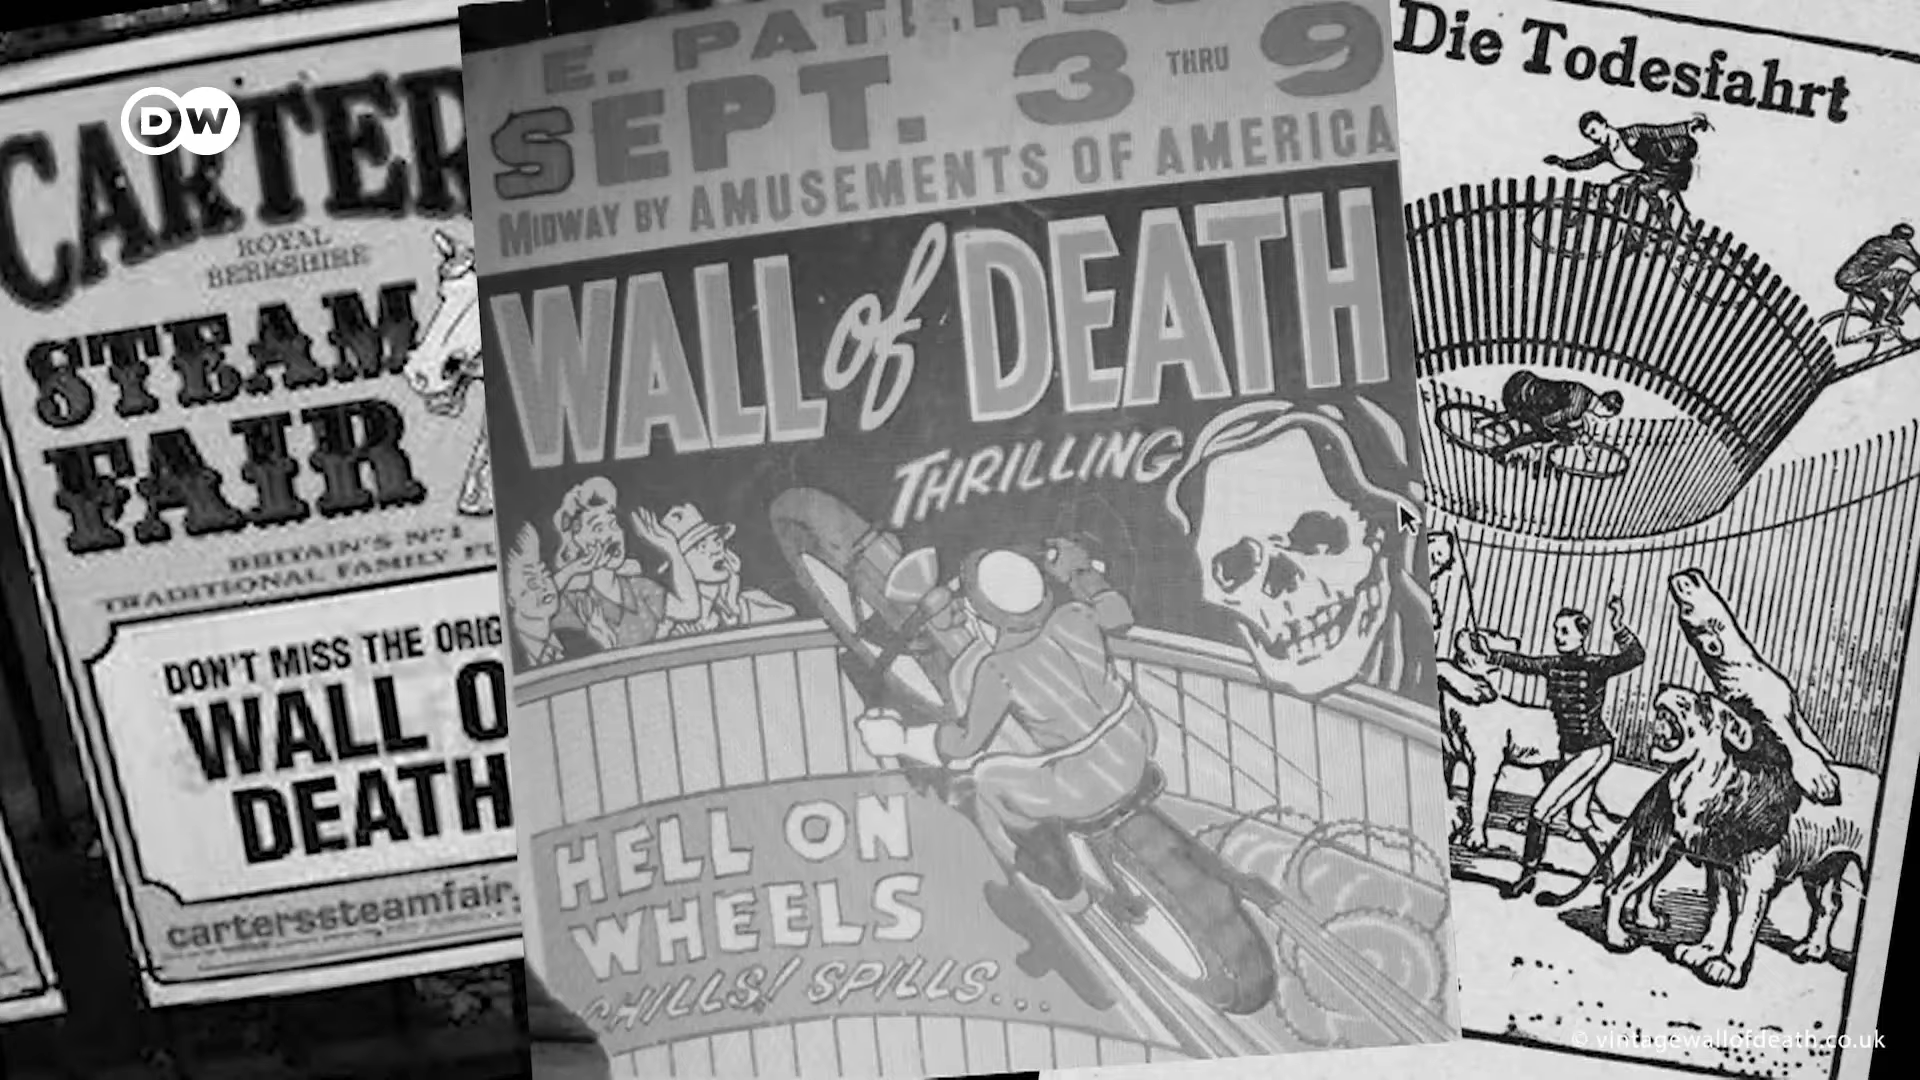 DW
CARTER
ROYAL
BERKSHIRE
STEAM
FAIR
BRITAIN'S Nº1
TRADITIONAL FAMILY
DON'T MISS THE ORIG
WALL O
DEATH
carterssteamfair.
E.
SEPT. 3 THRU 9
MIDWAY BY AMUSEMENTS OF AMERICA
WALL of DEATH
THRILLING
HELL ON
WHEELS
CHILLS! SPILLS...
Die Todesfahrt
© vintagewallofdeath.co.uk